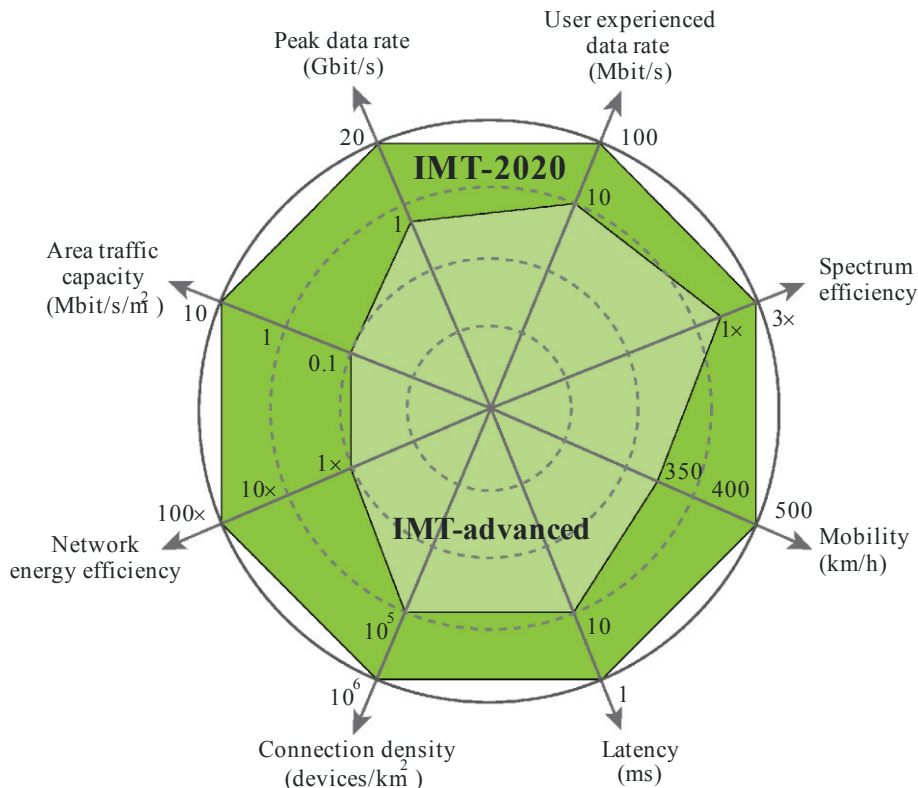 User experienced
data rate
(Mbit/s)
Peak data rate
(Gbit/s)
20
100
IMT-2020
10
1
Area traffic
capacity
(Mbit/s/m²)
Spectrum
efficiency
10
1
0.1
1×
3×
1×
10×
100×
350
400
500
Network
energy efficiency
IMT-advanced
Mobility
(km/h)
10⁵
10
10⁶
1
Connection density
(devices/km²)
Latency
(ms)